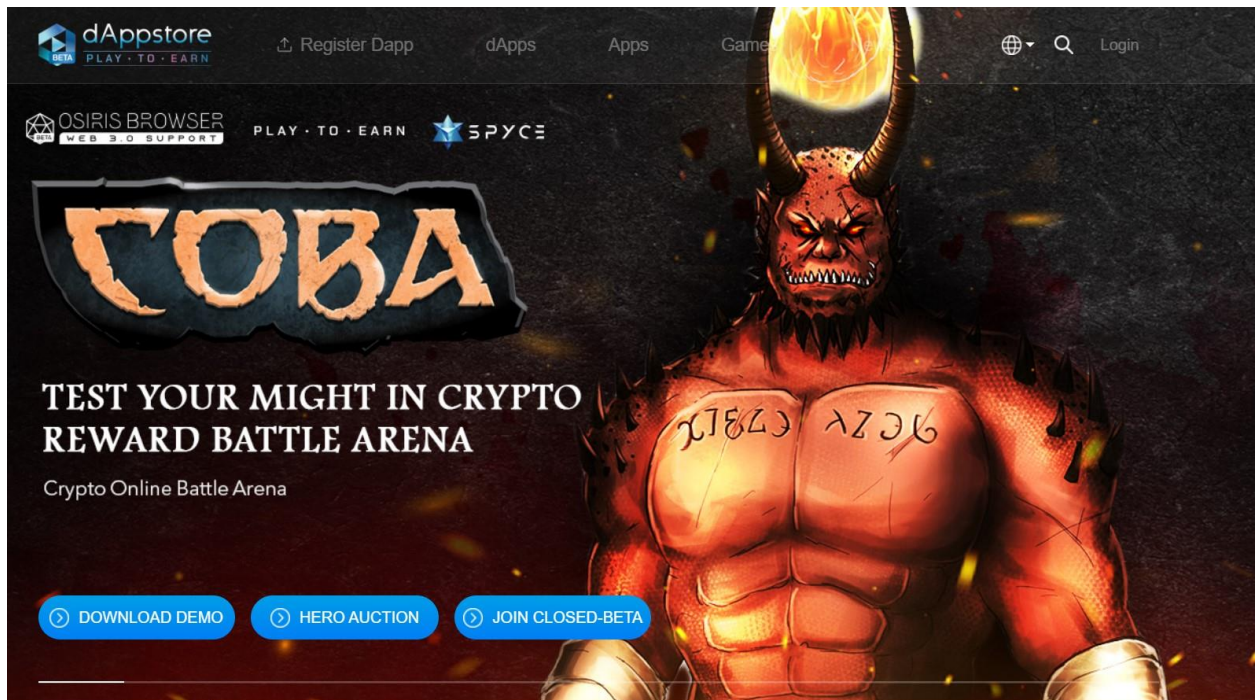 dAppstore
BETA PLAY · TO · EARN
Register Dapp
dApps
Apps
Game
Login
OSIRIS BROWSER
BETA WEB 3.0 SUPPORT
PLAY · TO · EARN
SPYCE
COBA
TEST YOUR MIGHT IN CRYPTO
REWARD BATTLE ARENA
Crypto Online Battle Arena
DOWNLOAD DEMO
HERO AUCTION
JOIN CLOSED-BETA